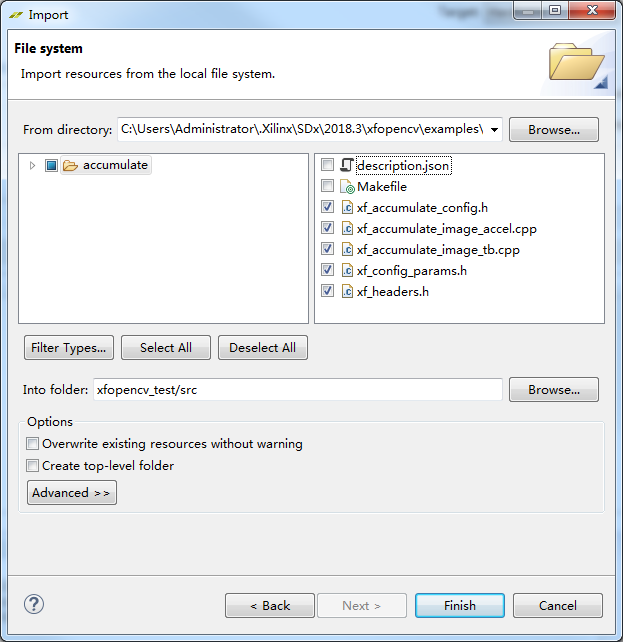 Import
File system
Import resources from the local file system.
From directory: C:\Users\Administrator\.Xilinx\SDx\2018.3\xfopencv\examples\ Browse...
accumulate
description.json
Makefile
xf_accumulate_config.h
xf_accumulate_image_accel.cpp
xf_accumulate_image_tb.cpp
xf_config_params.h
xf_headers.h
Filter Types... Select All Deselect All
Into folder: xfopencv_test/src Browse...
Options
Overwrite existing resources without warning
Create top-level folder
Advanced >>
< Back Next > Finish Cancel